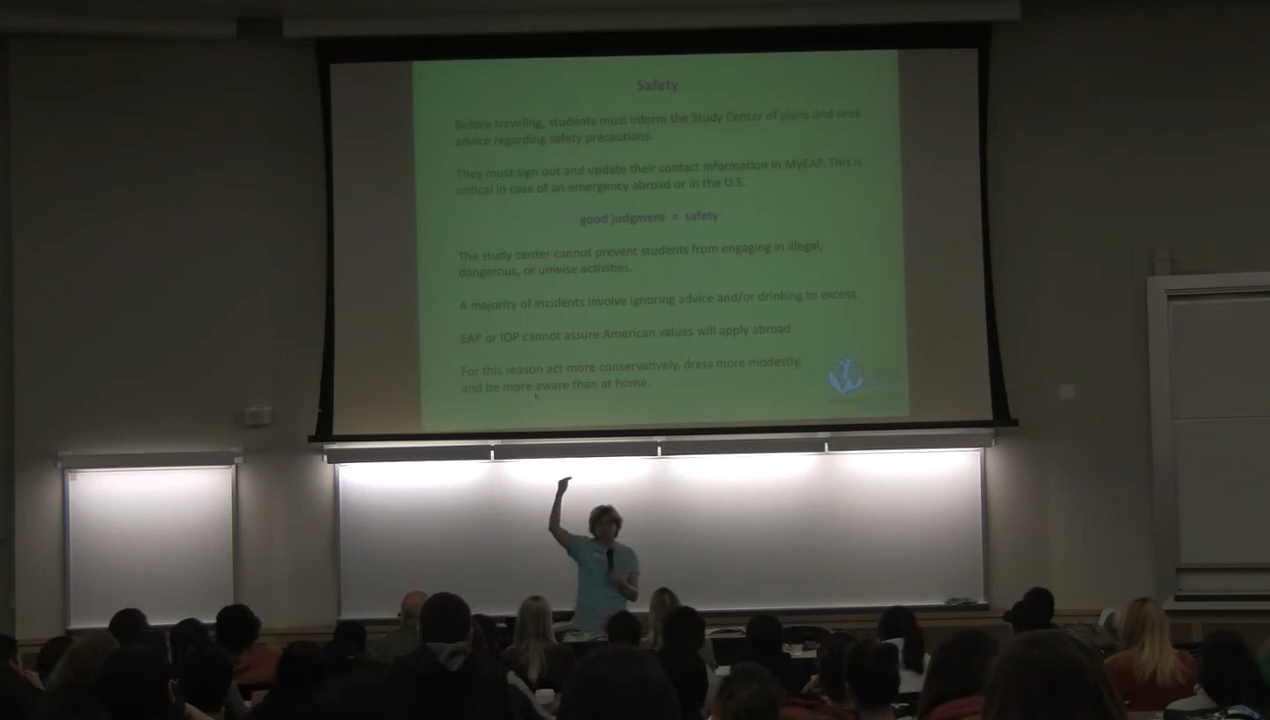 Safety
Before traveling, students must inform the Study Center of plans and seek
advice regarding safety precautions.
They must sign out and update their contact information in MyEAP. This is
critical in case of an emergency abroad or in the U.S.
good judgment = safety
The study center cannot prevent students from engaging in illegal,
dangerous, or unwise activities.
A majority of incidents involve ignoring advice and/or drinking to excess
EAP or IOP cannot assure American values will apply abroad
For this reason act more conservatively, dress more modestly,
and be more aware than at home.